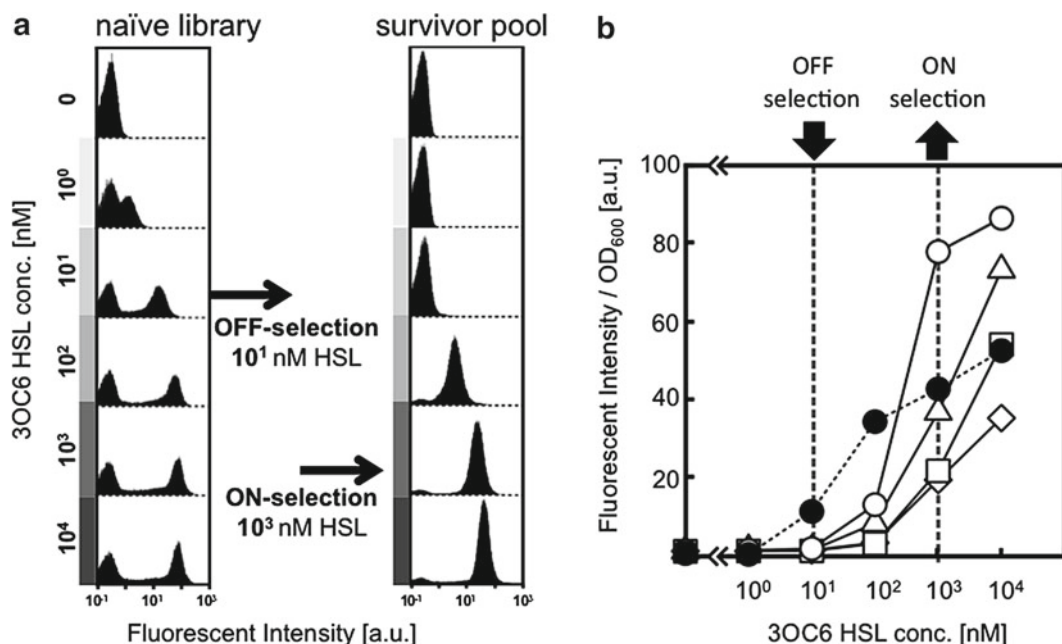 a
naïve library
survivor pool
3OC6 HSL conc. [nM]
0
10⁰
10¹
10²
10³
10⁴
OFF-selection
10¹ nM HSL
ON-selection
10³ nM HSL
10⁻¹ 10¹ 10³
10⁻¹ 10¹ 10³
Fluorescent Intensity [a.u.]
b
OFF
selection
ON
selection
Fluorescent Intensity / OD₆₀₀ [a.u.]
100
80
60
40
20
10⁰ 10¹ 10² 10³ 10⁴
3OC6 HSL conc. [nM]